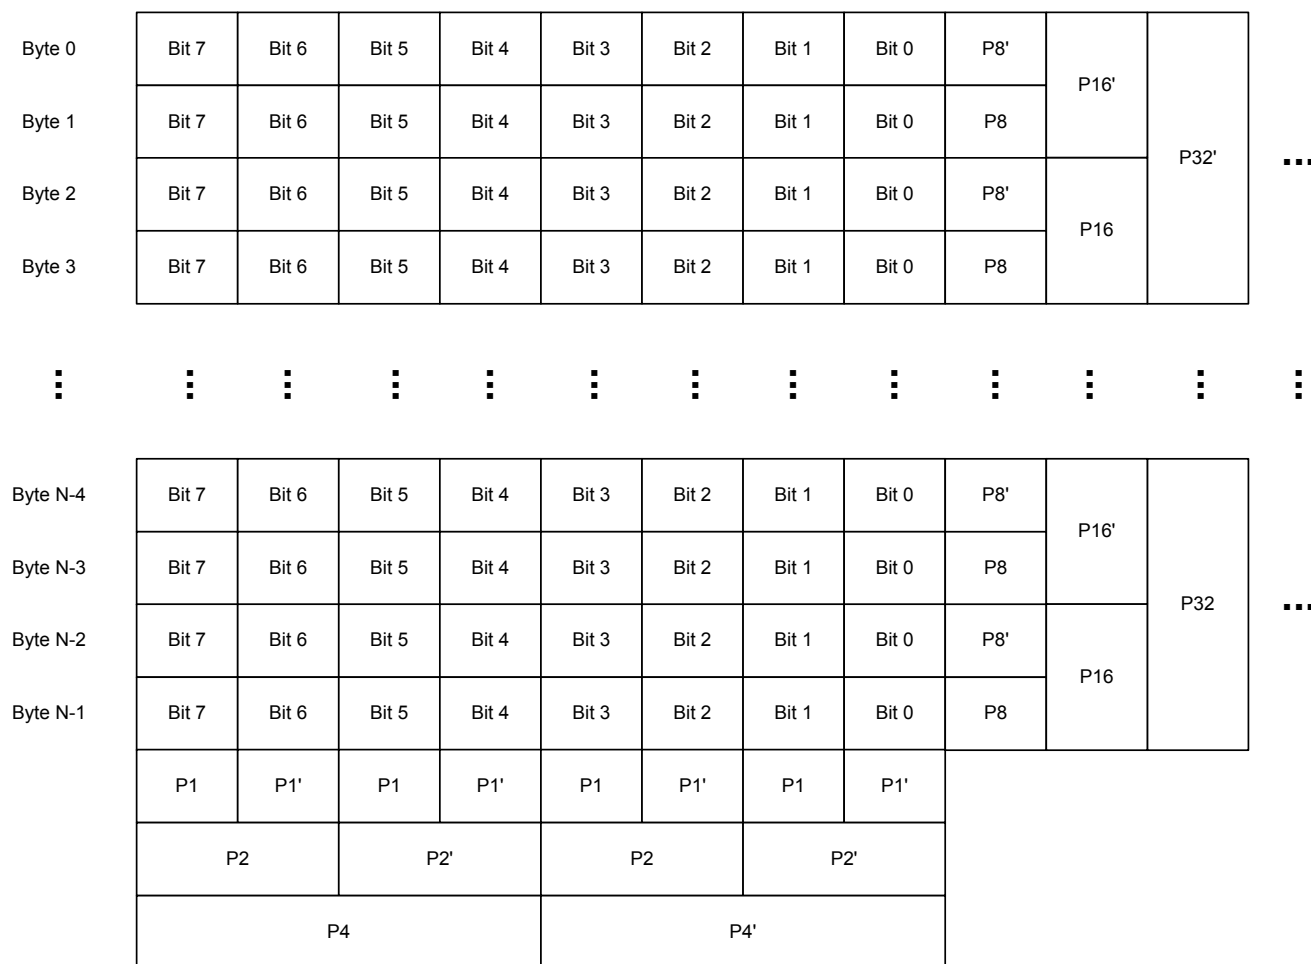 Byte 0 Bit 7 Bit 6 Bit 5 Bit 4 Bit 3 Bit 2 Bit 1 Bit 0 P8'
P16'
Byte 1 Bit 7 Bit 6 Bit 5 Bit 4 Bit 3 Bit 2 Bit 1 Bit 0 P8
P32' ...
Byte 2 Bit 7 Bit 6 Bit 5 Bit 4 Bit 3 Bit 2 Bit 1 Bit 0 P8'
P16
Byte 3 Bit 7 Bit 6 Bit 5 Bit 4 Bit 3 Bit 2 Bit 1 Bit 0 P8
⋮ ⋮ ⋮ ⋮ ⋮ ⋮ ⋮ ⋮ ⋮ ⋮ ⋮ ⋮ ⋮
Byte N-4 Bit 7 Bit 6 Bit 5 Bit 4 Bit 3 Bit 2 Bit 1 Bit 0 P8'
P16'
Byte N-3 Bit 7 Bit 6 Bit 5 Bit 4 Bit 3 Bit 2 Bit 1 Bit 0 P8
P32 ...
Byte N-2 Bit 7 Bit 6 Bit 5 Bit 4 Bit 3 Bit 2 Bit 1 Bit 0 P8'
P16
Byte N-1 Bit 7 Bit 6 Bit 5 Bit 4 Bit 3 Bit 2 Bit 1 Bit 0 P8
P1 P1' P1 P1' P1 P1' P1 P1'
P2 P2' P2 P2'
P4 P4'